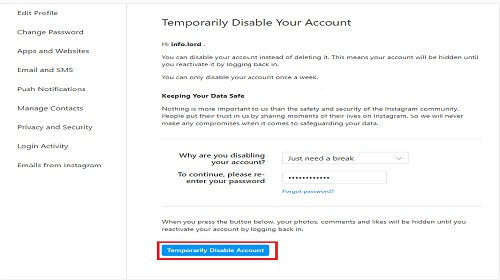 Edit Profile
Change Password
Apps and Websites
Email and SMS
Push Notifications
Manage Contacts
Privacy and Security
Login Activity
Emails from Instagram
Temporarily Disable Your Account
Hi info.lord .
You can disable your account instead of deleting it. This means your account will be hidden until
you reactivate it by logging back in.
You can only disable your account once a week.
Keeping Your Data Safe
Nothing is more important to us than the safety and security of the Instagram community.
People put their trust in us by sharing moments of their lives on Instagram. So we will never
make any compromises when it comes to safeguarding your data.
Why are you disabling
your account?
Just need a break
To continue, please re-
enter your password
••••••••••••
Forgot password?
When you press the button below, your photos, comments and likes will be hidden until you
reactivate your account by logging back in.
Temporarily Disable Account